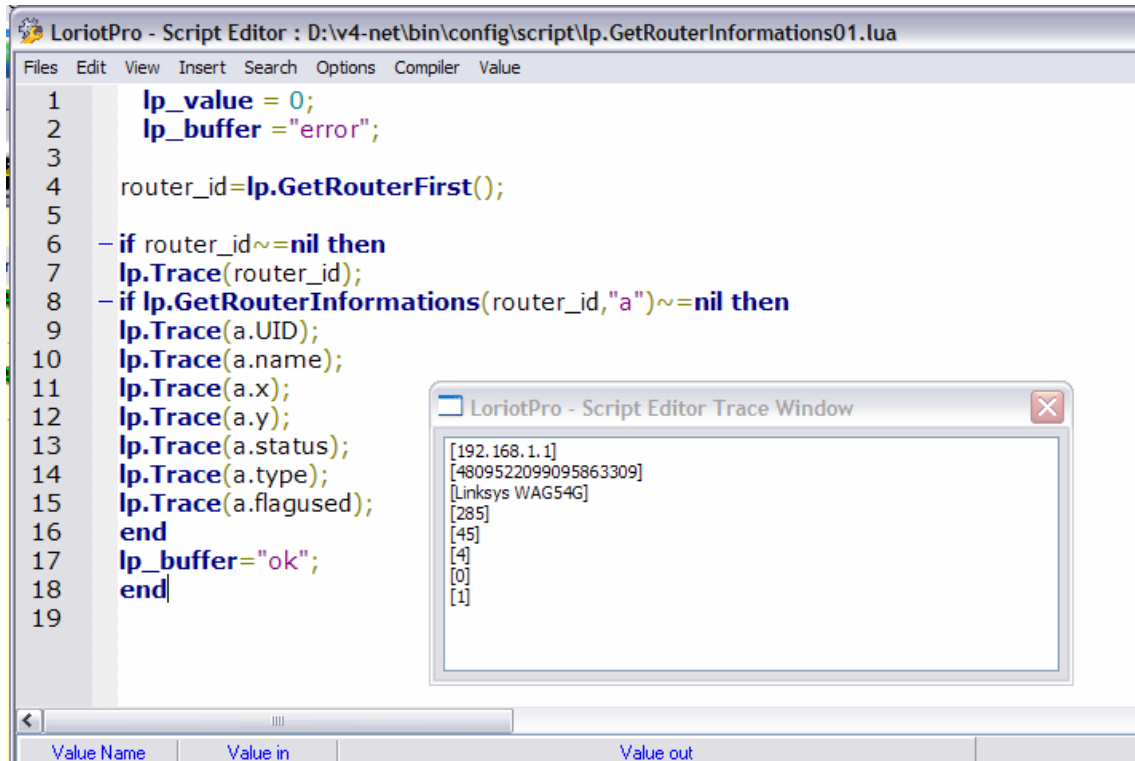 LoriotPro - Script Editor : D:\v4-net\bin\config\script\lp.GetRouterInformations01.lua
Files Edit View Insert Search Options Compiler Value
1 lp_value = 0;
2 lp_buffer ="error";
3
4 router_id=lp.GetRouterFirst();
5
6 if router_id~=nil then
7 lp.Trace(router_id);
8 if lp.GetRouterInformations(router_id,"a")~=nil then
9 lp.Trace(a.UID);
10 lp.Trace(a.name);
11 lp.Trace(a.x);
12 lp.Trace(a.y);
13 lp.Trace(a.status);
14 lp.Trace(a.type);
15 lp.Trace(a.flagused);
16 end
17 lp_buffer="ok";
18 end
19
LoriotPro - Script Editor Trace Window
[192.168.1.1]
[4809522099095863309]
[Linksys WAG54G]
[285]
[45]
[4]
[0]
[1]
Value Name Value in Value out